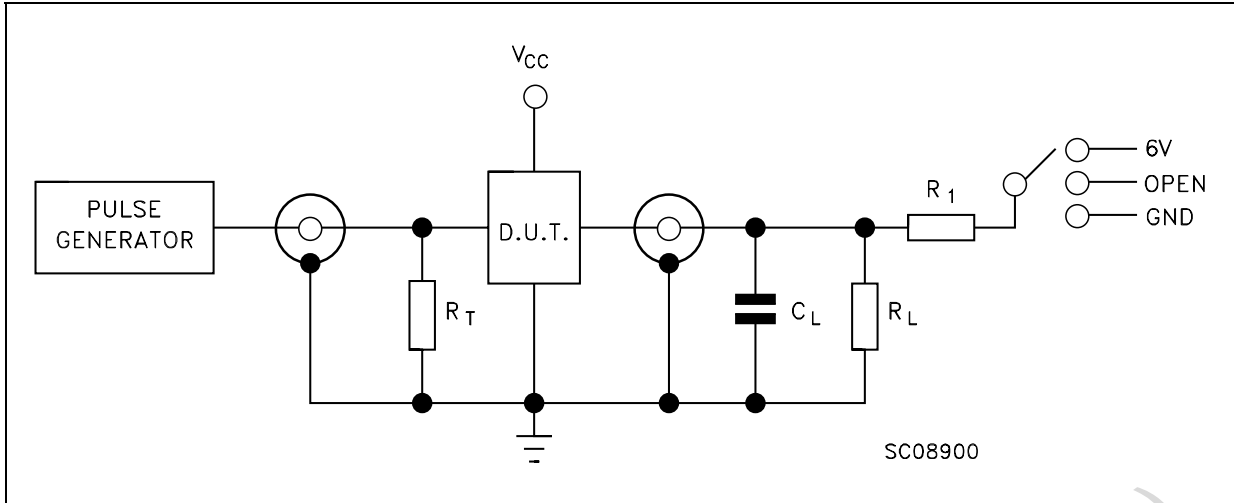 VCC
PULSE
GENERATOR
D.U.T.
RT
CL
RL
R1
6V
OPEN
GND
SC08900